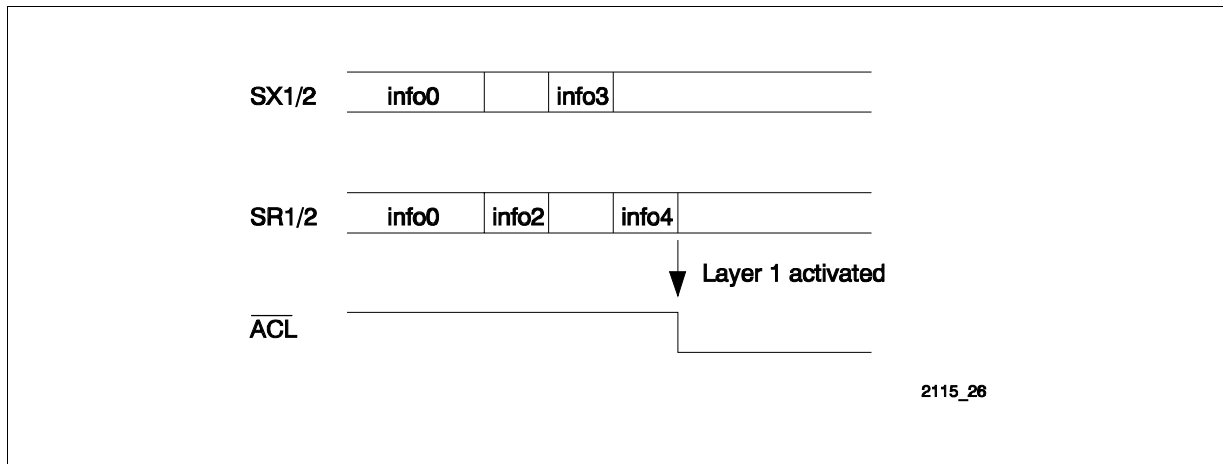 SX1/2 info0 info3
SR1/2 info0 info2 info4
Layer 1 activated
ACL
2115_26